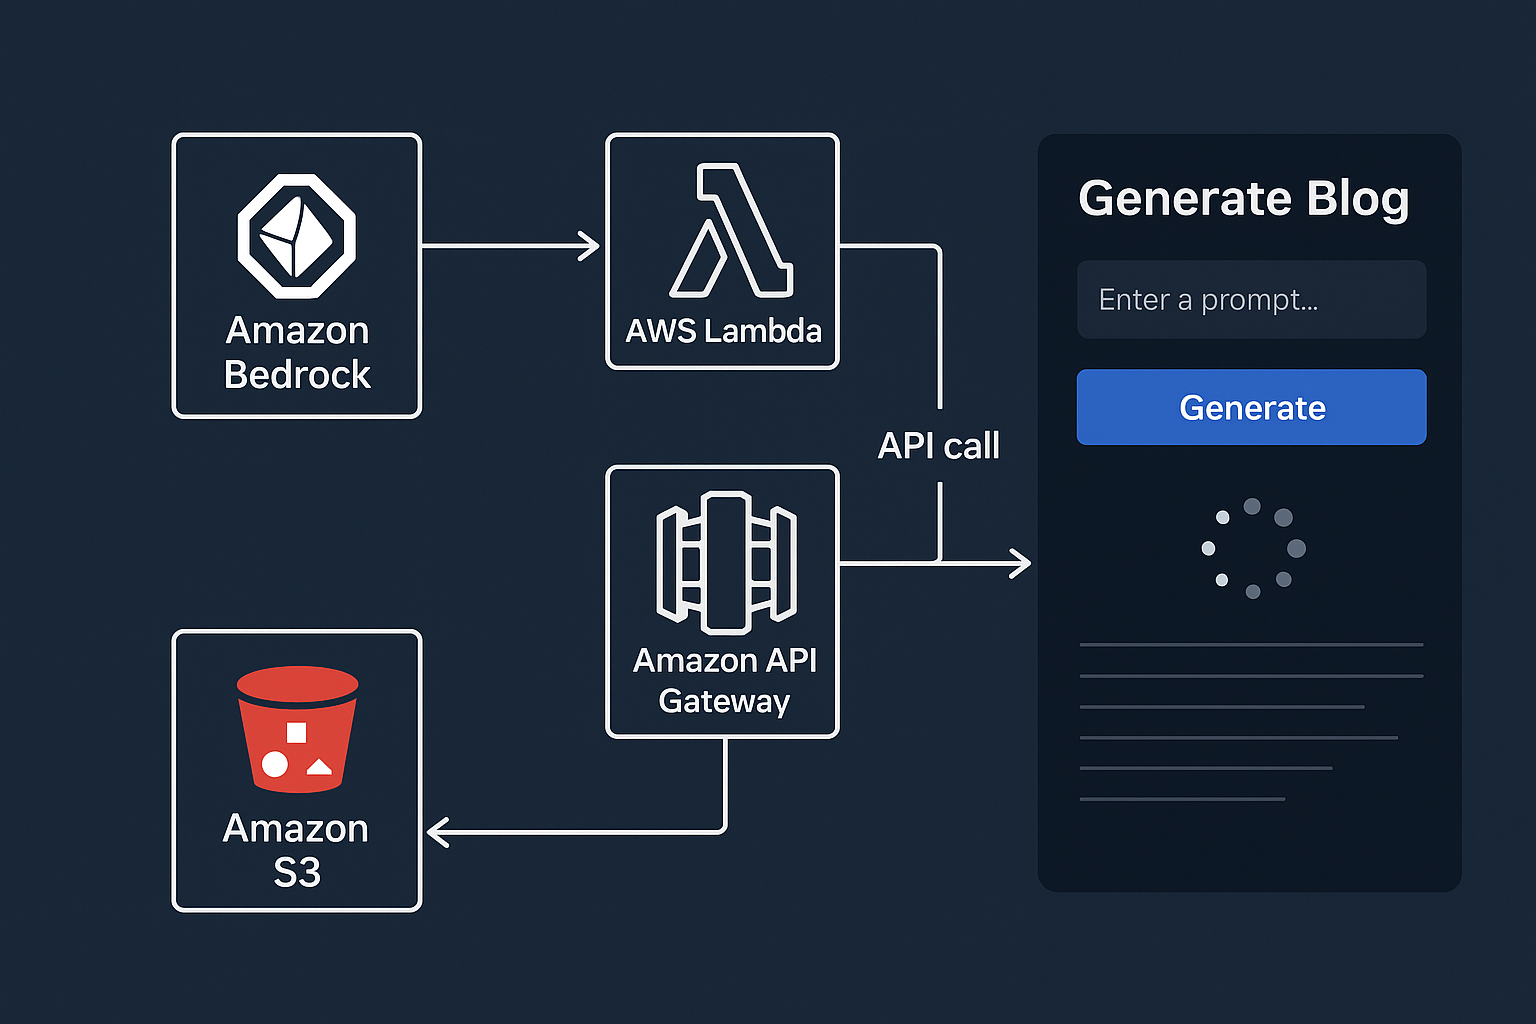 Amazon
Bedrock
AWS Lambda
API call
Amazon API
Gateway
Amazon
S3
Generate Blog
Enter a prompt...
Generate